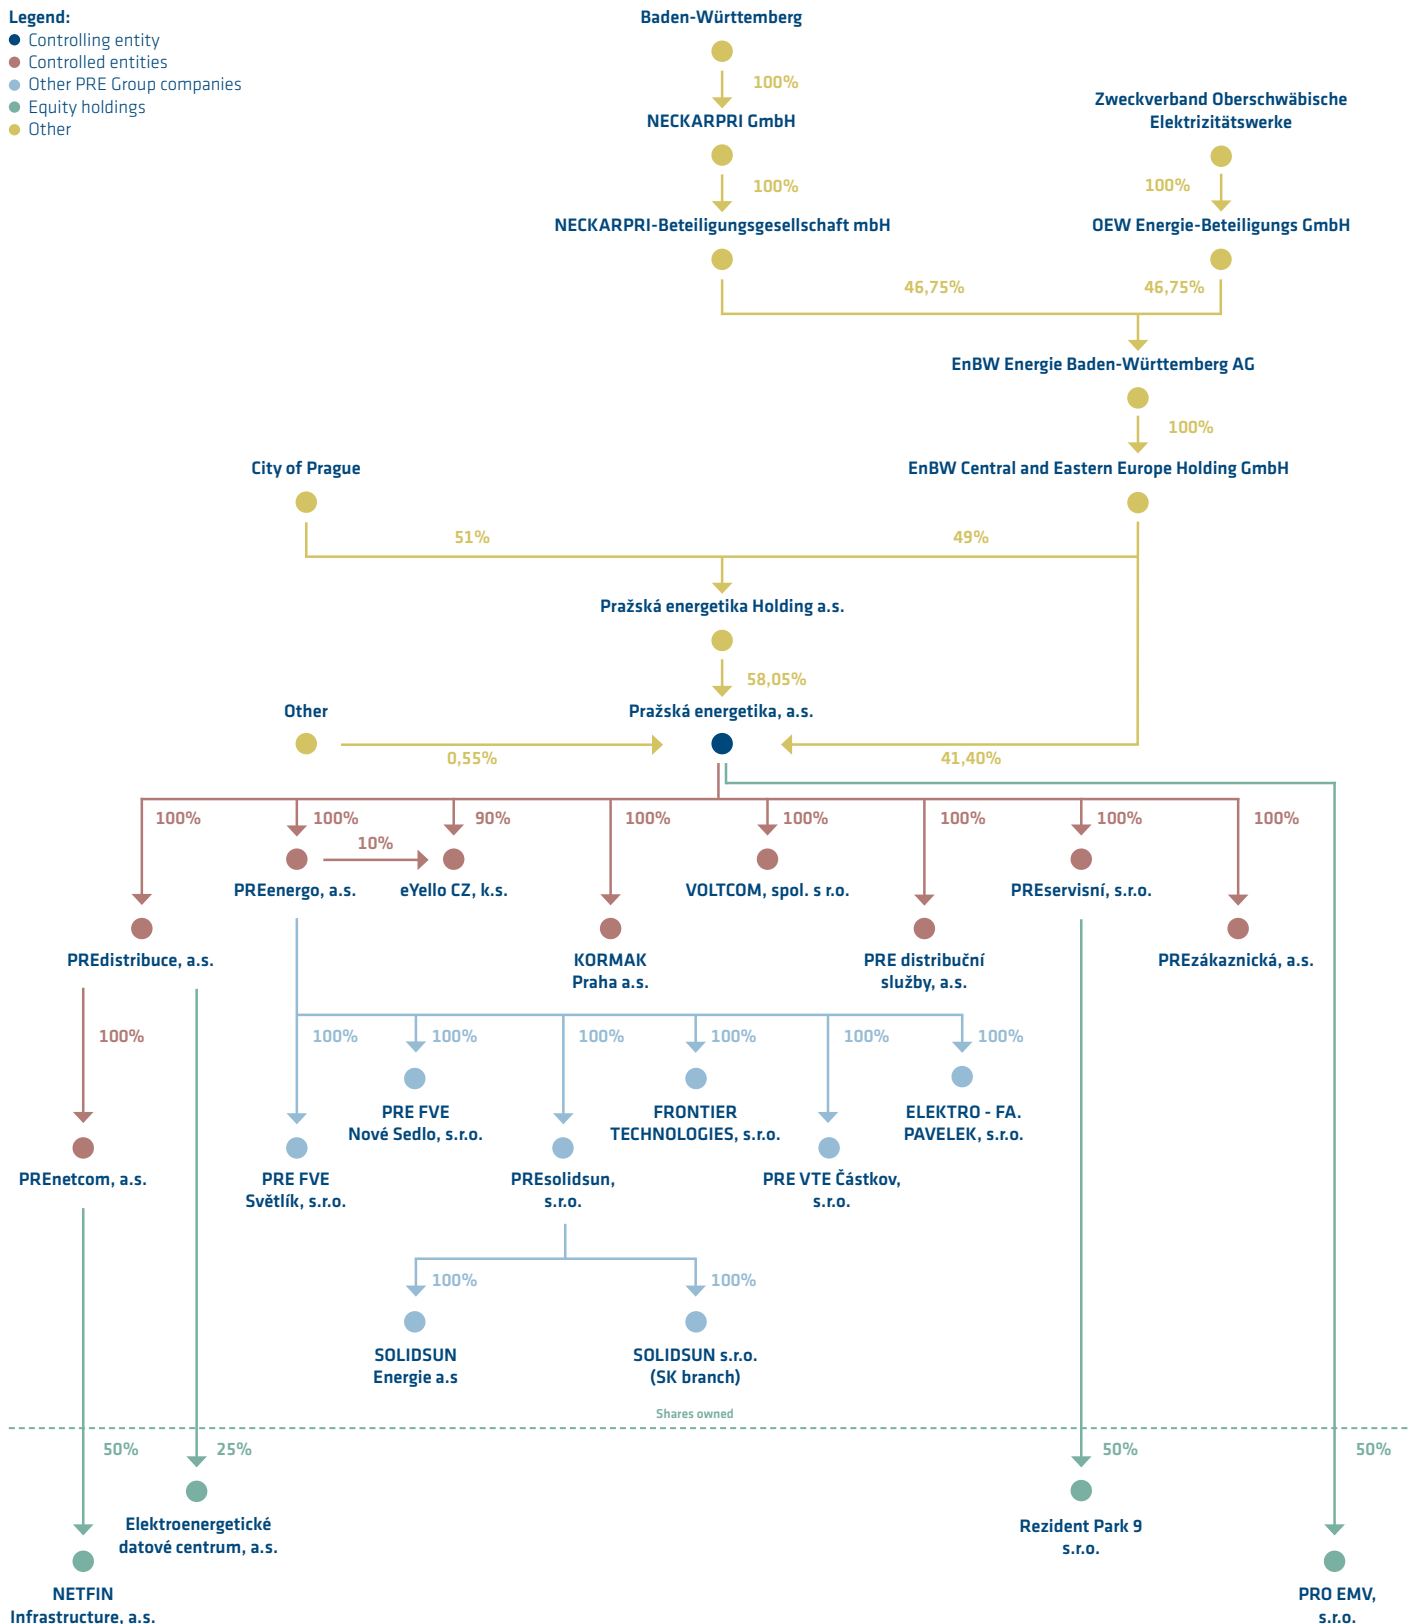 Legend:
Controlling entity
Controlled entities
Other PRE Group companies
Equity holdings
Other
Baden-Württemberg
100%
NECKARPRI GmbH
Zweckverband Oberschwäbische
Elektrizitätswerke
100%
100%
NECKARPRI-Beteiligungsgesellschaft mbH
OEW Energie-Beteiligungs GmbH
46,75%
46,75%
EnBW Energie Baden-Württemberg AG
100%
City of Prague
EnBW Central and Eastern Europe Holding GmbH
51%
49%
Pražská energetika Holding a.s.
58,05%
Other
Pražská energetika, a.s.
0,55%
41,40%
100%
100%
90%
100%
100%
100%
100%
100%
10%
PREenergo, a.s.
eYello CZ, k.s.
VOLTCOM, spol. s r.o.
PREservisní, s.r.o.
PREdistribuce, a.s.
KORMAK
Praha a.s.
PRE distribuční
služby, a.s.
PREzákaznická, a.s.
100%
100%
100%
100%
100%
100%
100%
PRE FVE
Nové Sedlo, s.r.o.
FRONTIER
TECHNOLOGIES, s.r.o.
ELEKTRO - FA.
PAVELEK, s.r.o.
PREnetcom, a.s.
PRE FVE
Světlík, s.r.o.
PREsolidsun,
s.r.o.
PRE VTE Částkov,
s.r.o.
100%
100%
SOLIDSUN
Energie a.s
SOLIDSUN s.r.o.
(SK branch)
Shares owned
50%
25%
50%
50%
Elektroenergetické
datové centrum, a.s.
Rezident Park 9
s.r.o.
NETFIN
Infrastructure, a.s.
PRO EMV,
s.r.o.